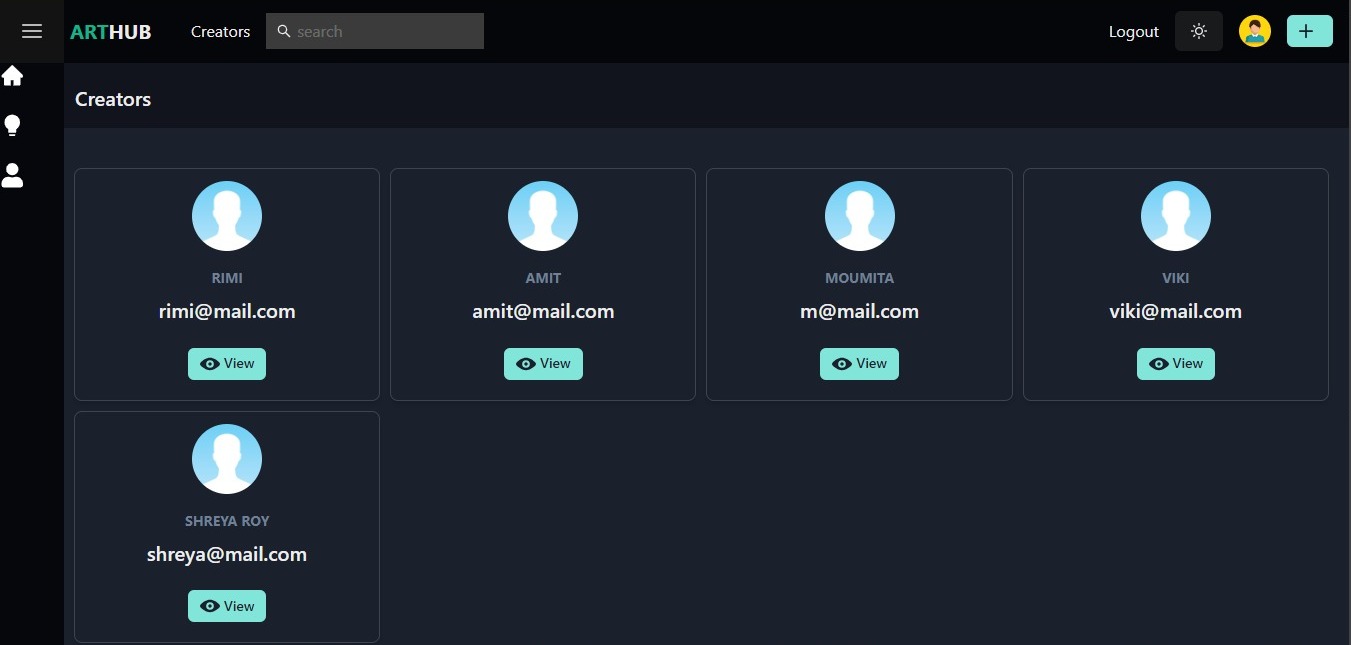 ARTHUB Creators search Logout
Creators
RIMI
rimi@mail.com
View
AMIT
amit@mail.com
View
MOUMITA
m@mail.com
View
VIKI
viki@mail.com
View
SHREYA ROY
shreya@mail.com
View